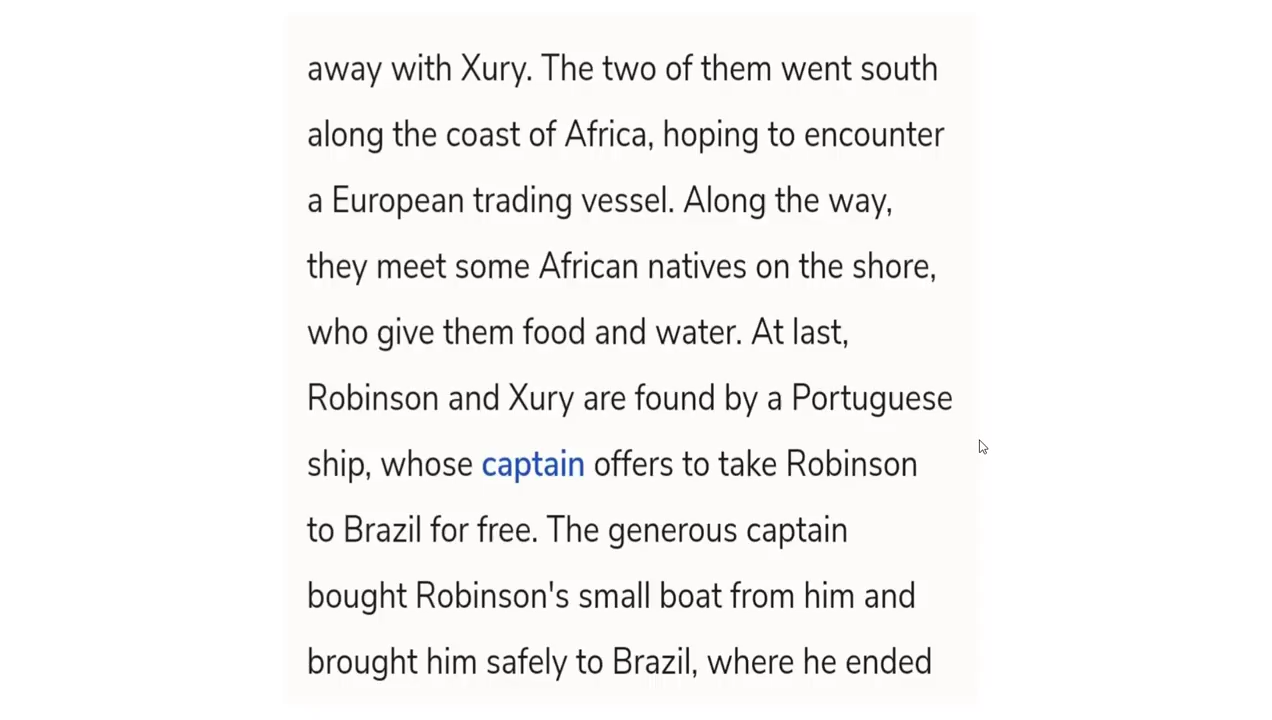 away with Xury. The two of them went south
along the coast of Africa, hoping to encounter
a European trading vessel. Along the way,
they meet some African natives on the shore,
who give them food and water. At last,
Robinson and Xury are found by a Portuguese
ship, whose captain offers to take Robinson
to Brazil for free. The generous captain
bought Robinson's small boat from him and
brought him safely to Brazil, where he ended